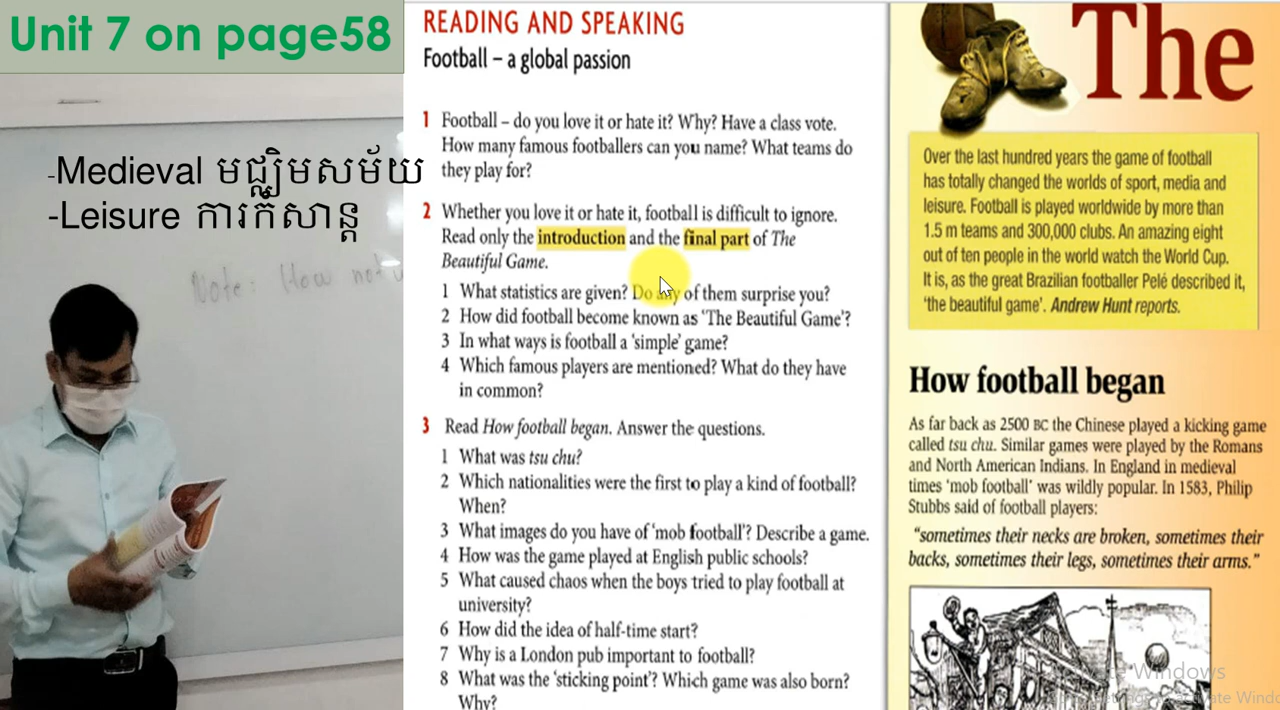 Unit 7 on page58
-Medieval មជ្ឈិមសម័យ
-Leisure ការកំសាន្ត
Note: How not
READING AND SPEAKING
Football – a global passion
1 Football – do you love it or hate it? Why? Have a class vote.
How many famous footballers can you name? What teams do
they play for?
2 Whether you love it or hate it, football is difficult to ignore.
Read only the introduction and the final part of The
Beautiful Game.
1 What statistics are given? Do any of them surprise you?
2 How did football become known as 'The Beautiful Game'?
3 In what ways is football a 'simple' game?
4 Which famous players are mentioned? What do they have
in common?
3 Read How football began. Answer the questions.
1 What was tsu chu?
2 Which nationalities were the first to play a kind of football?
When?
3 What images do you have of 'mob football'? Describe a game.
4 How was the game played at English public schools?
5 What caused chaos when the boys tried to play football at
university?
6 How did the idea of half-time start?
7 Why is a London pub important to football?
8 What was the 'sticking point'? Which game was also born?
Why?
The
Over the last hundred years the game of football
has totally changed the worlds of sport, media and
leisure. Football is played worldwide by more than
1.5 m teams and 300,000 clubs. An amazing eight
out of ten people in the world watch the World Cup.
It is, as the great Brazilian footballer Pelé described it,
'the beautiful game'. Andrew Hunt reports.
How football began
As far back as 2500 BC the Chinese played a kicking game
called tsu chu. Similar games were played by the Romans
and North American Indians. In England in medieval
times 'mob football' was wildly popular. In 1583, Philip
Stubbs said of football players:
"sometimes their necks are broken, sometimes their
backs, sometimes their legs, sometimes their arms."
Windows